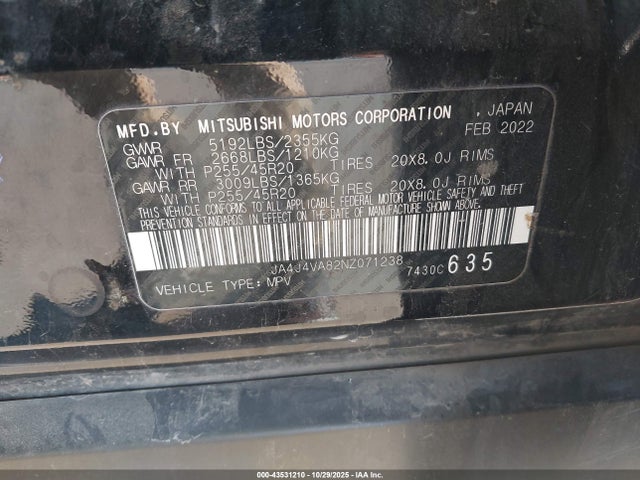 MFD.BY MITSUBISHI MOTORS CORPORATION , JAPAN
GVWR 5192LBS/2355KG FEB 2022
GAWR FR 2668LBS/1210KG
WITH P255/45R20 TIRES 20X8.0J RIMS
GAWR RR 3009LBS/1365KG
WITH P255/45R20 TIRES 20X8.0J RIMS
THIS VEHICLE CONFORMS TO ALL APPLICABLE FEDERAL MOTOR VEHICLE SAFETY AND THEFT
PREVENTION STANDARDS IN EFFECT ON THE DATE OF MANUFACTURE SHOWN ABOVE.
JA4J4VA82NZ071238
7430C 635
VEHICLE TYPE: MPV
000-43531210 - 10/29/2025 - IAAI CORP